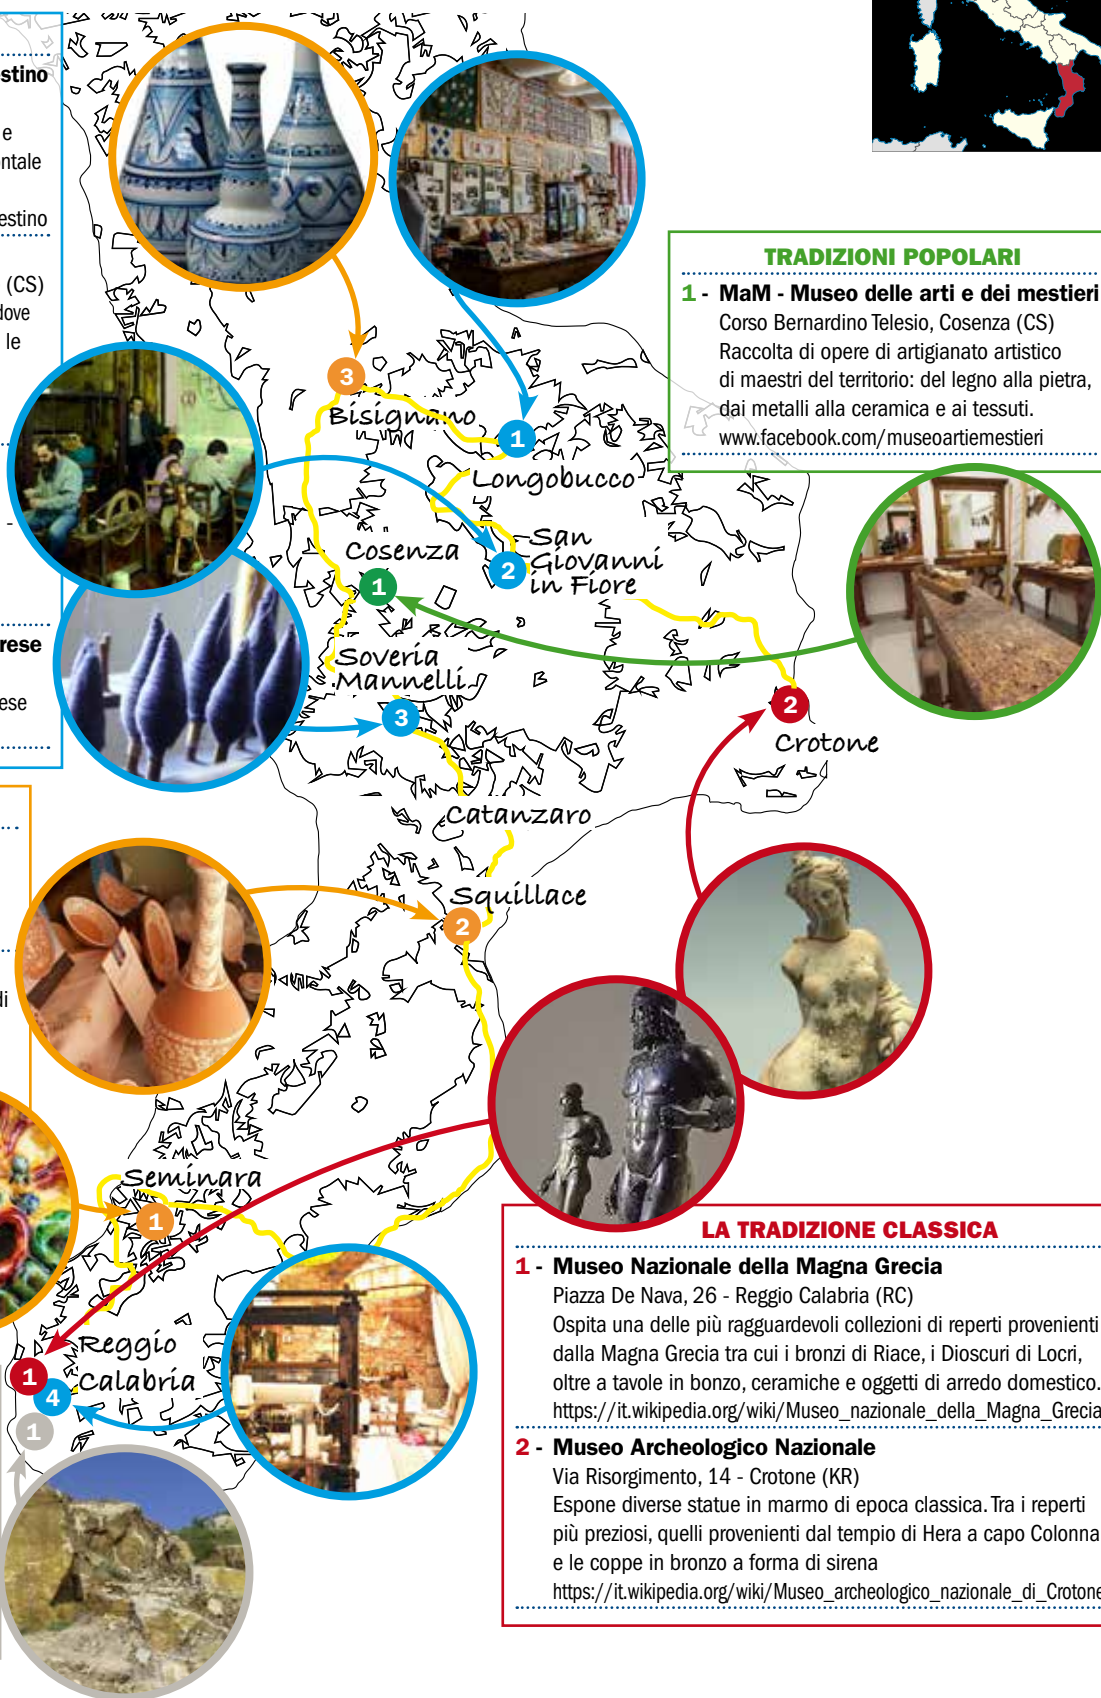 stino
e
ntale
estino
(CS)
dove
le
-
rese
ese
di
TRADIZIONI POPOLARI
1 - MaM - Museo delle arti e dei mestieri
Corso Bernardino Telesio, Cosenza (CS)
Raccolta di opere di artigianato artistico
di maestri del territorio: del legno alla pietra,
dai metalli alla ceramica e ai tessuti.
www.facebook.com/museoartiemestieri
3
Bisignano
1
Longobucco
Cosenza
1
San
Giovanni
in Fiore
2
Soveria
Mannelli
3
2
Crotone
Catanzaro
Squillace
2
Seminara
1
Reggio
Calabria
1
4
1
LA TRADIZIONE CLASSICA
1 - Museo Nazionale della Magna Grecia
Piazza De Nava, 26 - Reggio Calabria (RC)
Ospita una delle più ragguardevoli collezioni di reperti provenienti
dalla Magna Grecia tra cui i bronzi di Riace, i Dioscuri di Locri,
oltre a tavole in bonzo, ceramiche e oggetti di arredo domestico.
https://it.wikipedia.org/wiki/Museo_nazionale_della_Magna_Grecia
2 - Museo Archeologico Nazionale
Via Risorgimento, 14 - Crotone (KR)
Espone diverse statue in marmo di epoca classica. Tra i reperti
più preziosi, quelli provenienti dal tempio di Hera a capo Colonna
e le coppe in bronzo a forma di sirena
https://it.wikipedia.org/wiki/Museo_archeologico_nazionale_di_Crotone